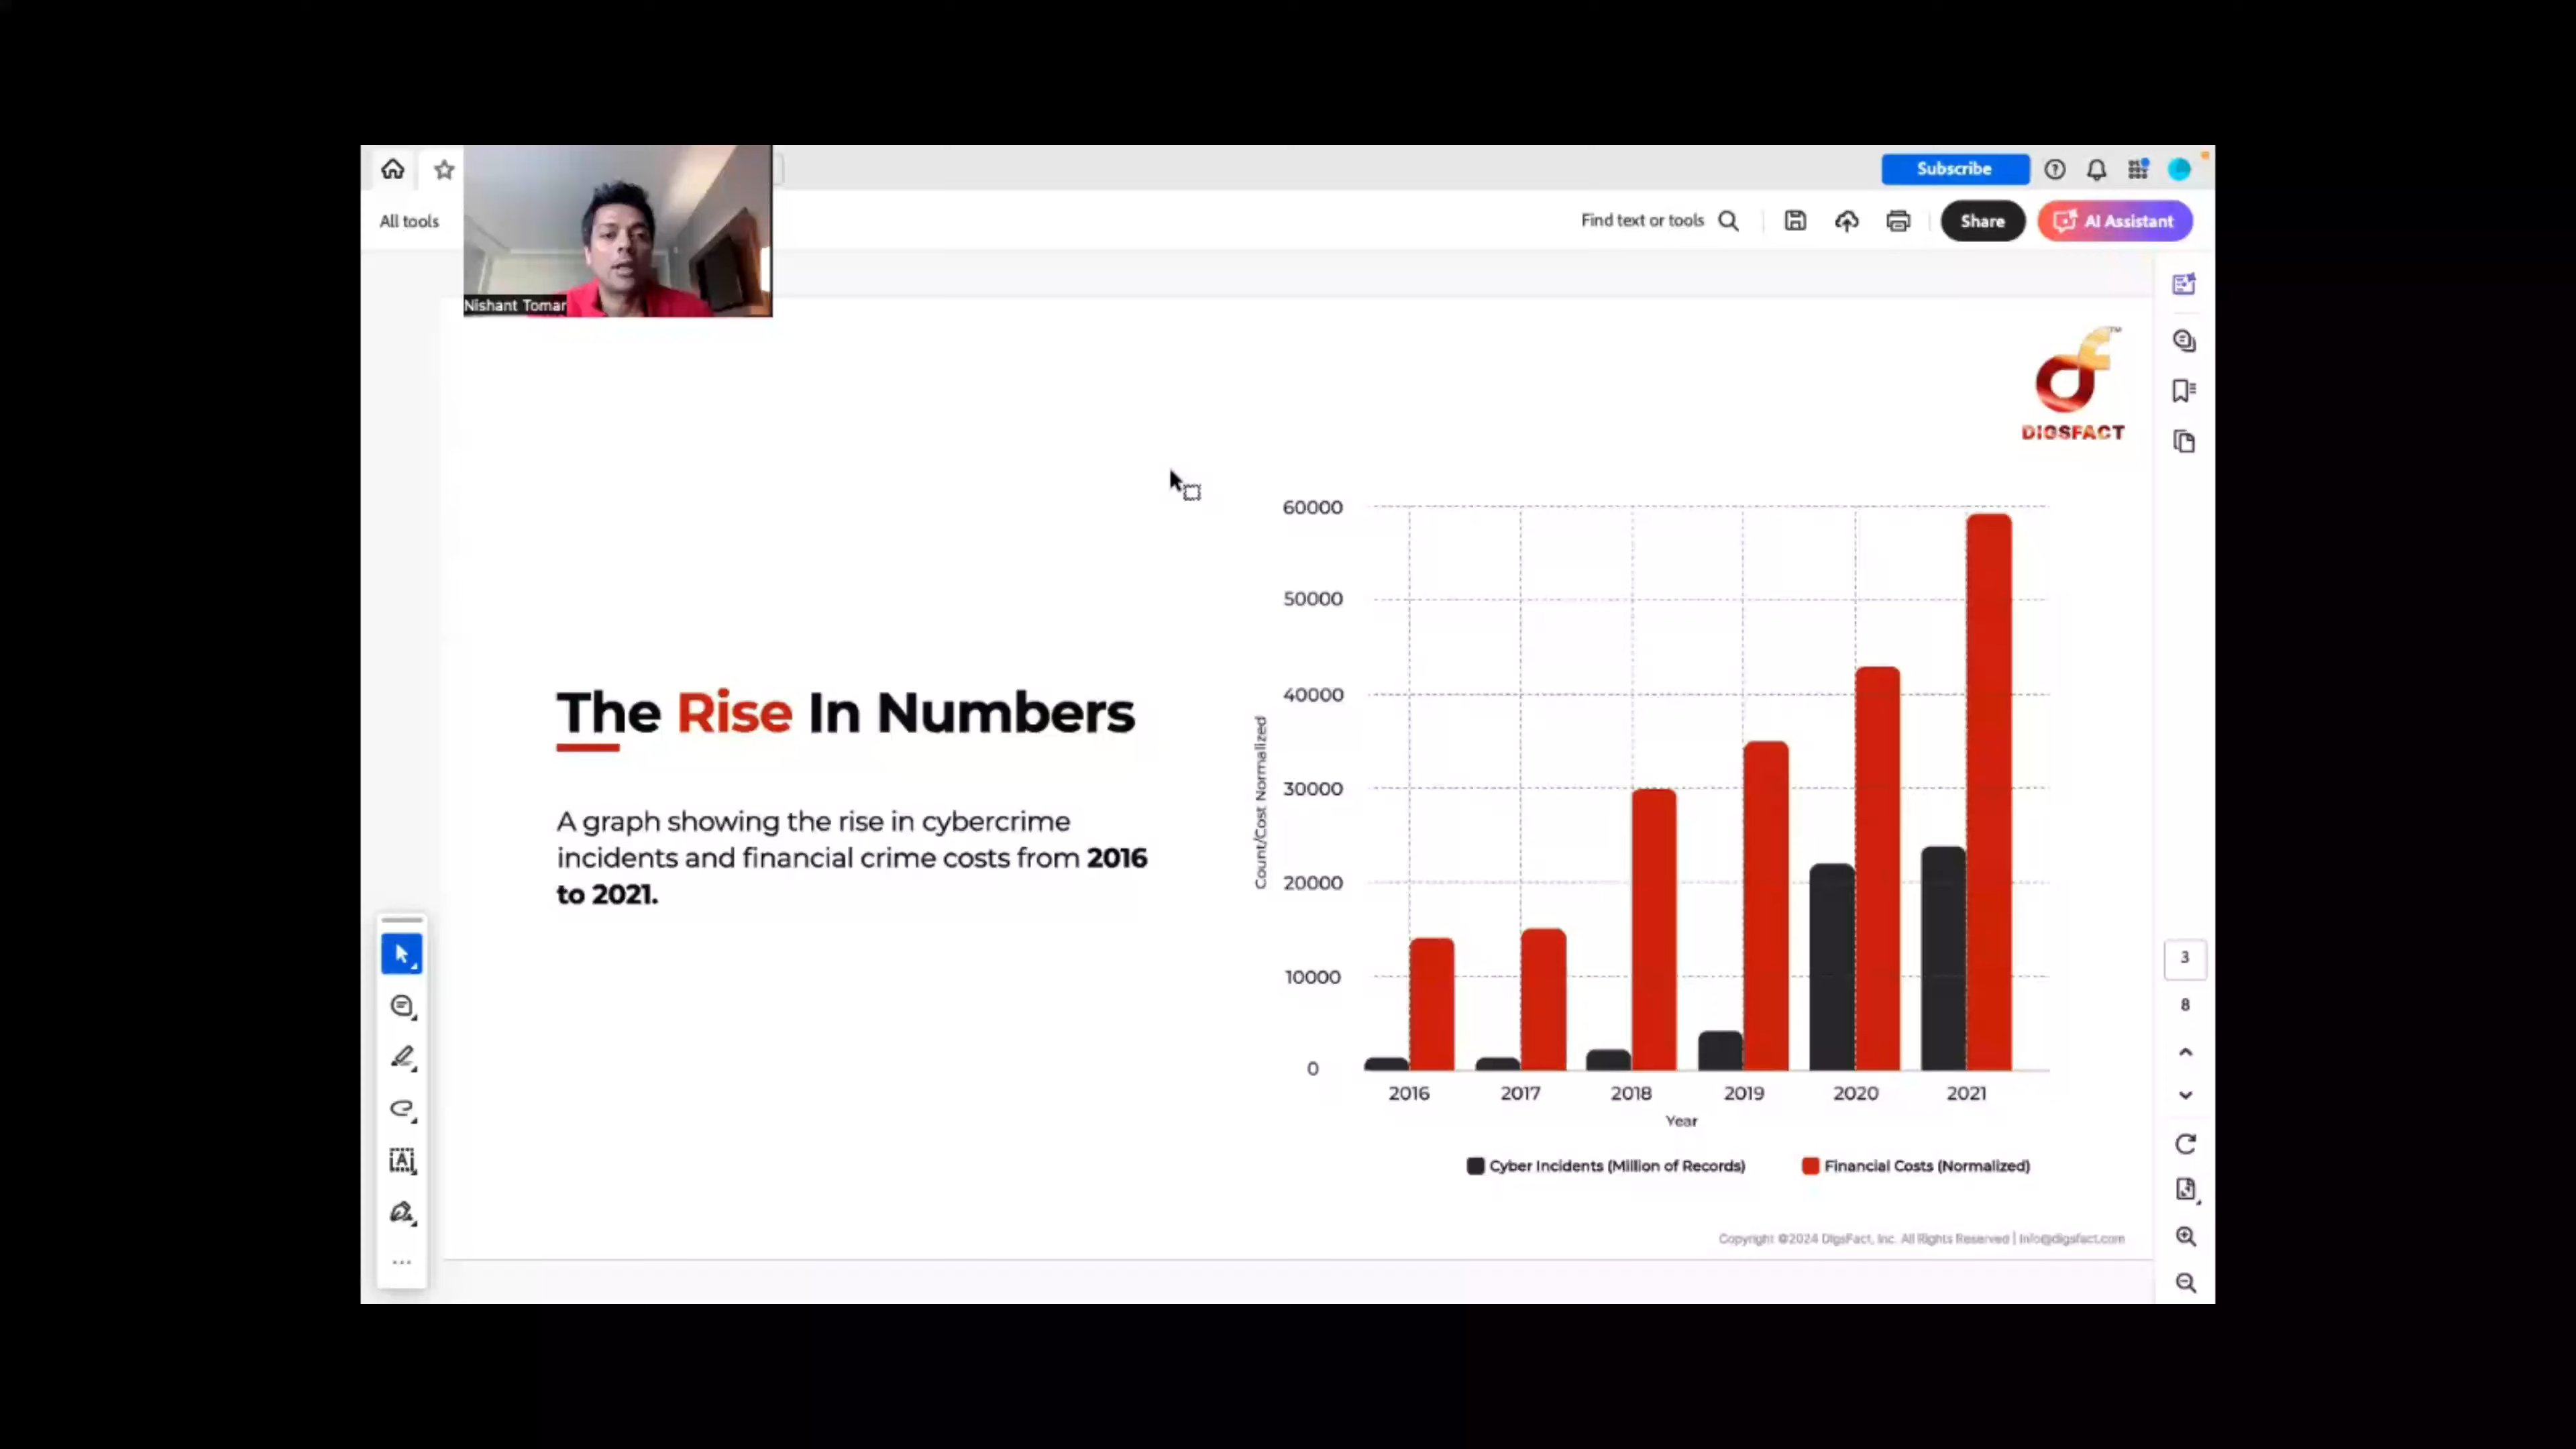 Subscribe
All tools
Find text or tools
Share
AI Assistant
Nishant Tomar
TM
DIGSFACT
The Rise In Numbers
A graph showing the rise in cybercrime
incidents and financial crime costs from 2016
to 2021.
Count/Cost Normalized
60000
50000
40000
30000
20000
10000
0
2016 2017 2018 2019 2020 2021
Year
Cyber Incidents (Million of Records) Financial Costs (Normalized)
Copyright ©2024 DigsFact, Inc. All Rights Reserved | Info@digsfact.com
3
8